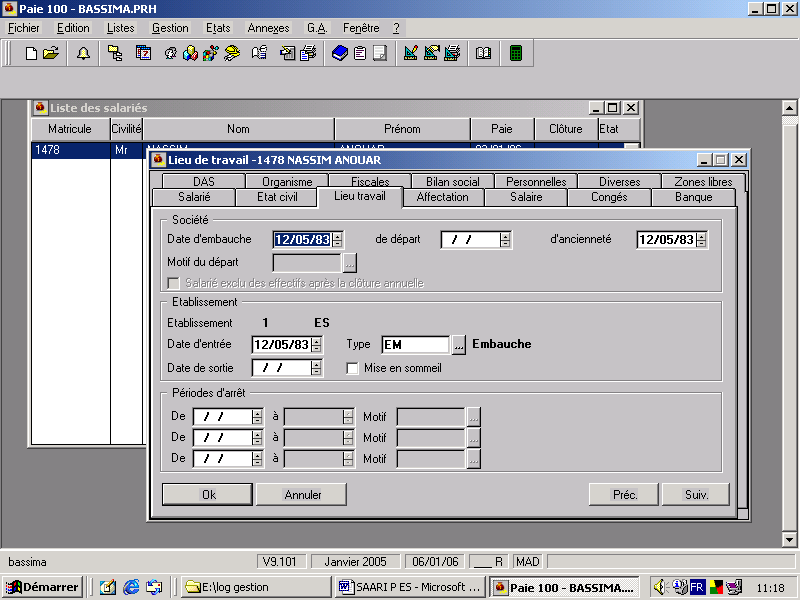 Paie 100 - BASSIMA.PRH
Fichier Edition Listes Gestion Etats Annexes G.A. Fenêtre ?
Liste des salariés
Matricule Civilité Nom Prénom Paie Clôture Etat
1478 Mr NASSIM ANOUAR 03/01/06
Lieu de travail -1478 NASSIM ANOUAR
DAS Organisme Fiscales Bilan social Personnelles Diverses Zones libres
Salarié Etat civil Lieu travail Affectation Salaire Congés Banque
Société
Date d'embauche 12/05/83 de départ / / d'ancienneté 12/05/83
Motif du départ ...
Salarié exclu des effectifs après la clôture annuelle
Etablissement
Etablissement 1 ES
Date d'entrée 12/05/83 Type EM ... Embauche
Date de sortie / / Mise en sommeil
Périodes d'arrêt
De / / à Motif ...
De / / à Motif ...
De / / à Motif ...
Ok Annuler Préc. Suiv.
bassima V9.101 Janvier 2005 06/01/06 ___ R MAD
Démarrer E:\log gestion SAARI P ES - Microsoft ... Paie 100 - BASSIMA.... FR 11:18